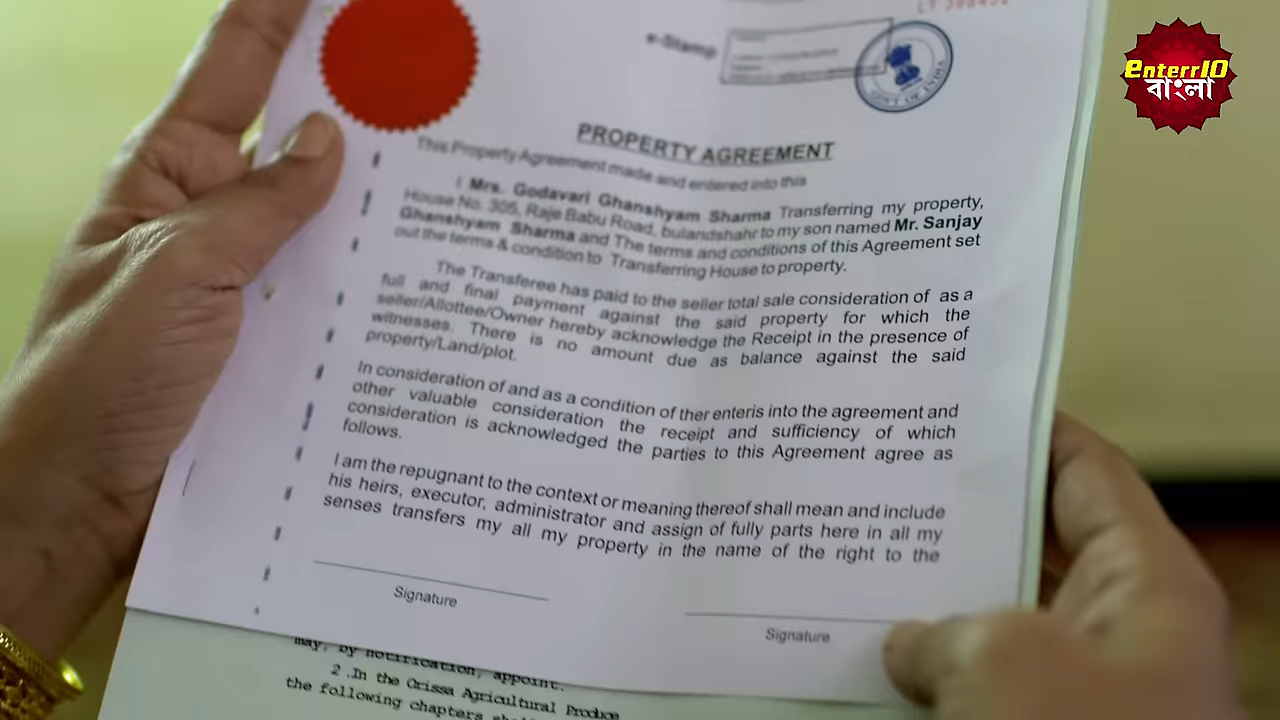 LY 398432
enterr10
বাংলা
e-Stamp
GOVT OF INDIA
PROPERTY AGREEMENT
This Property Agreement made and entered into this
I Mrs. Godavari Ghanshyam Sharma Transferring my property,
House No. 305, Raje Babu Road, bulandshahr to my son named Mr. Sanjay
Ghanshyam Sharma and The terms and conditions of this Agreement set
out the terms & condition to Transferring House to property.
The Transferee has paid to the seller total sale consideration of as a
full and final payment against the said property for which the
seller/Allottee/Owner hereby acknowledge the Receipt in the presence of
witnesses. There is no amount due as balance against the said
property/Land/plot.
In consideration of and as a condition of ther enteris into the agreement and
other valuable consideration the receipt and sufficiency of which
consideration is acknowledged the parties to this Agreement agree as
follows.
I am the repugnant to the context or meaning thereof shall mean and include
his heirs, executor, administrator and assign of fully parts here in all my
senses transfers my all my property in the name of the right to the
Signature
Signature
may, by notification, appoint.
2 .In the Orissa Agricultural Produce
the following chapters